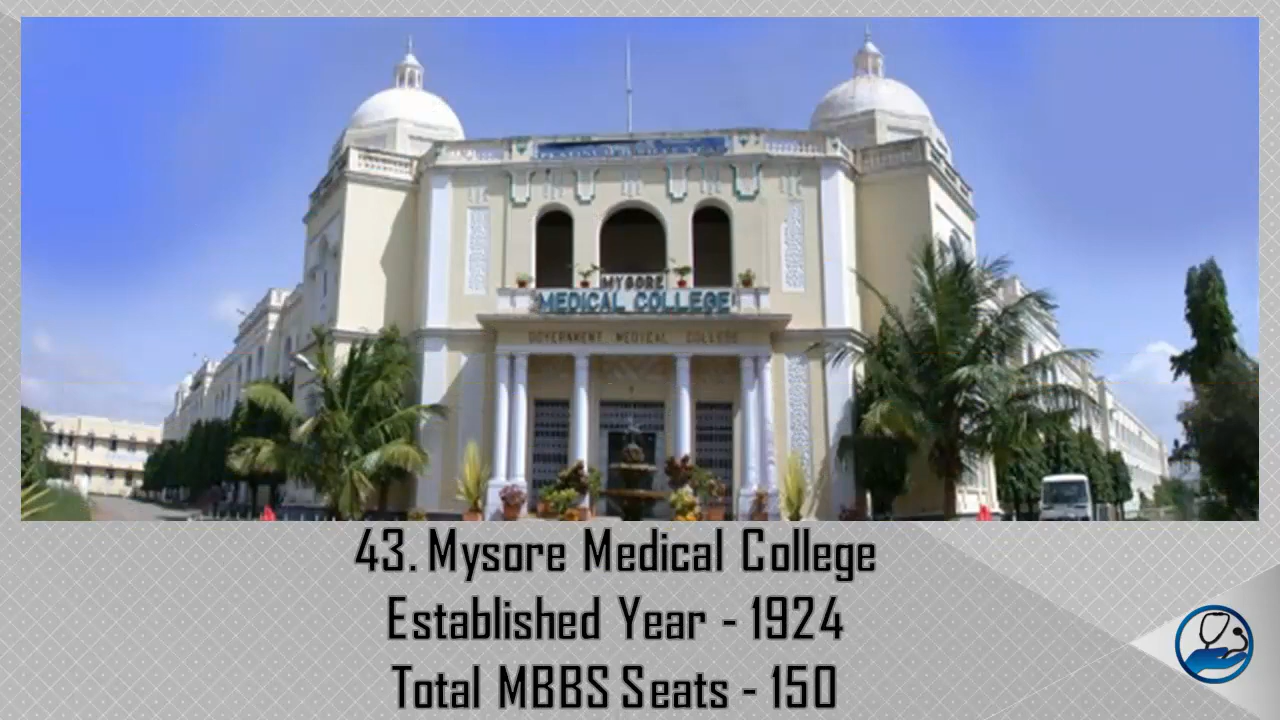 MYSORE
MEDICAL COLLEGE
GOVERNMENT MEDICAL COLLEGE
43. Mysore Medical College
Established Year - 1924
Total MBBS Seats - 150